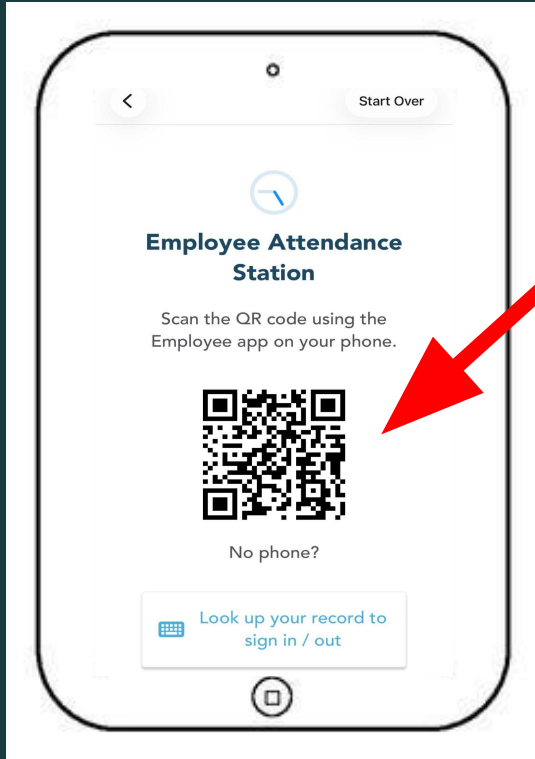 Start Over
Employee Attendance
Station
Scan the QR code using the
Employee app on your phone.
No phone?
Look up your record to
sign in / out